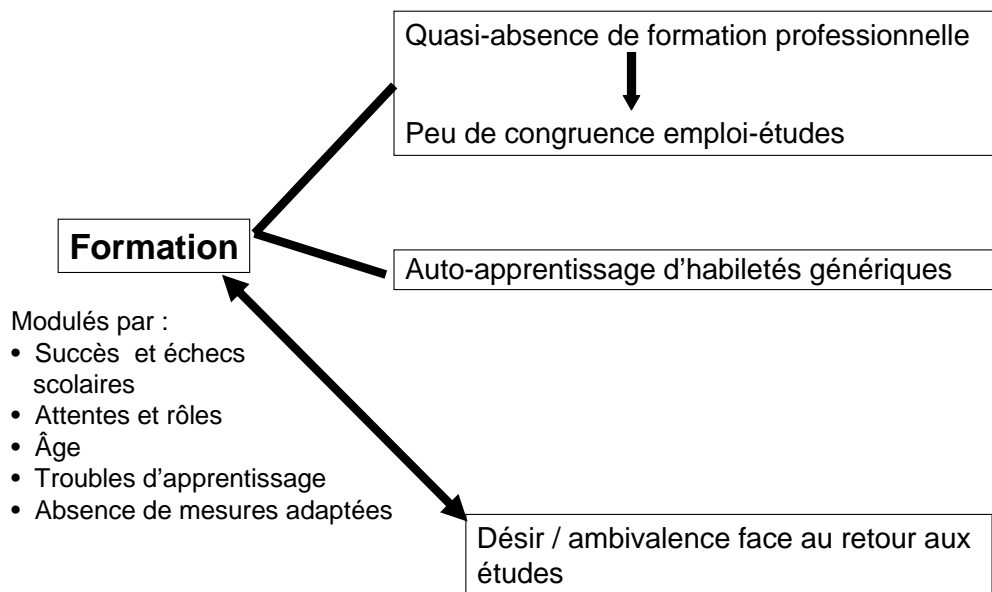 Quasi-absence de formation professionnelle
Peu de congruence emploi-études
Formation
Auto-apprentissage d’habiletés génériques
Modulés par :
• Succès et échecs
scolaires
• Attentes et rôles
• Âge
• Troubles d’apprentissage
• Absence de mesures adaptées
Désir / ambivalence face au retour aux
études